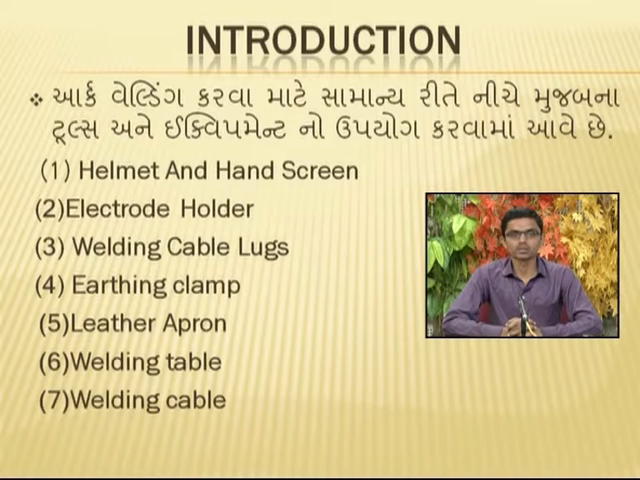 INTRODUCTION
❖ આર્ક વેલ્ડિંગ કરવા માટે સામાન્ય રીતે નીચે મુજબના
ટૂલ્સ અને ઈક્વિપમેન્ટ નો ઉપયોગ કરવામાં આવે છે.
(1) Helmet And Hand Screen
(2)Electrode Holder
(3) Welding Cable Lugs
(4) Earthing clamp
(5)Leather Apron
(6)Welding table
(7)Welding cable